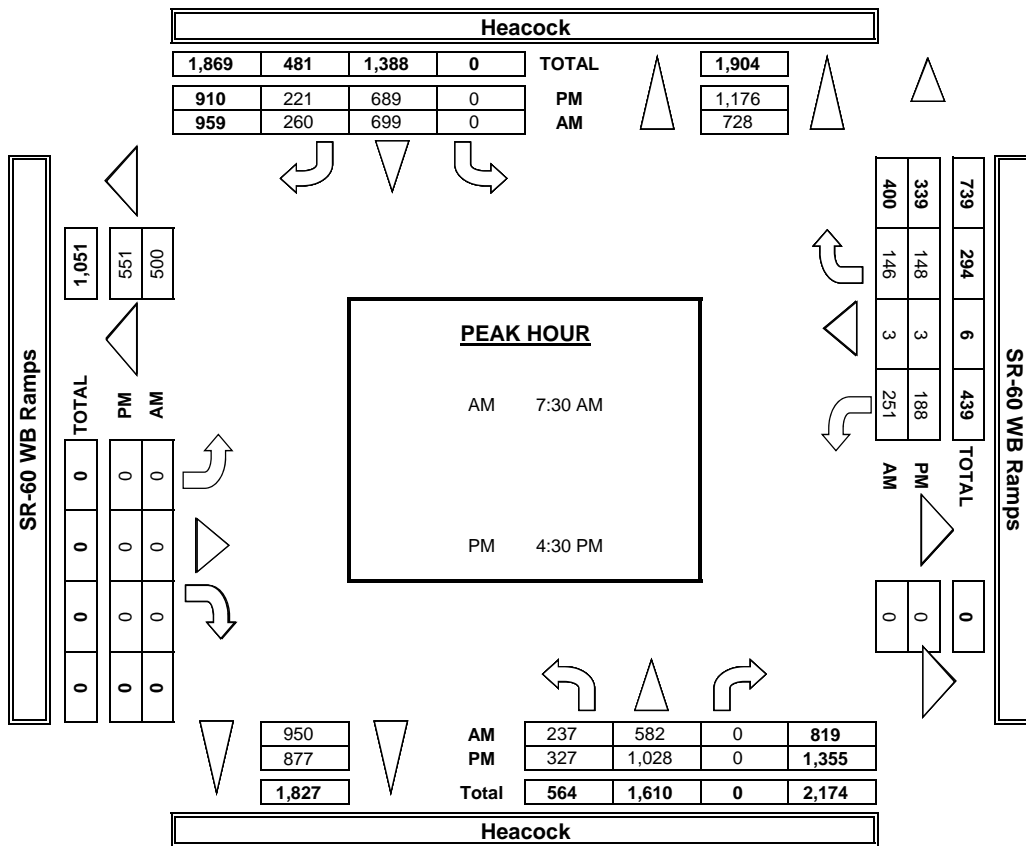 Heacock
1,869 481 1,388 0 TOTAL 1,904
910 221 689 0 PM 1,176
959 260 699 0 AM 728
SR-60 WB Ramps
1,051
551
500
TOTAL 0 0 0 0
PM 0 0 0 0
AM 0 0 0 0
PEAK HOUR
AM 7:30 AM
PM 4:30 PM
739 294 6 439 TOTAL
339 148 3 188 PM
400 146 3 251 AM
0
0
0
SR-60 WB Ramps
950 AM 237 582 0 819
877 PM 327 1,028 0 1,355
1,827 Total 564 1,610 0 2,174
Heacock